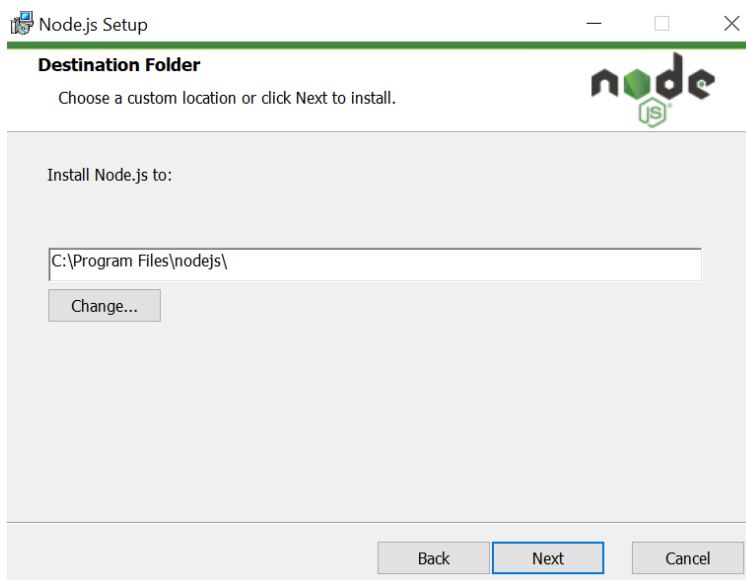 Node.js Setup
Destination Folder
Choose a custom location or click Next to install.
node
JS
Install Node.js to:
C:\Program Files\nodejs\
Change...
Back Next Cancel